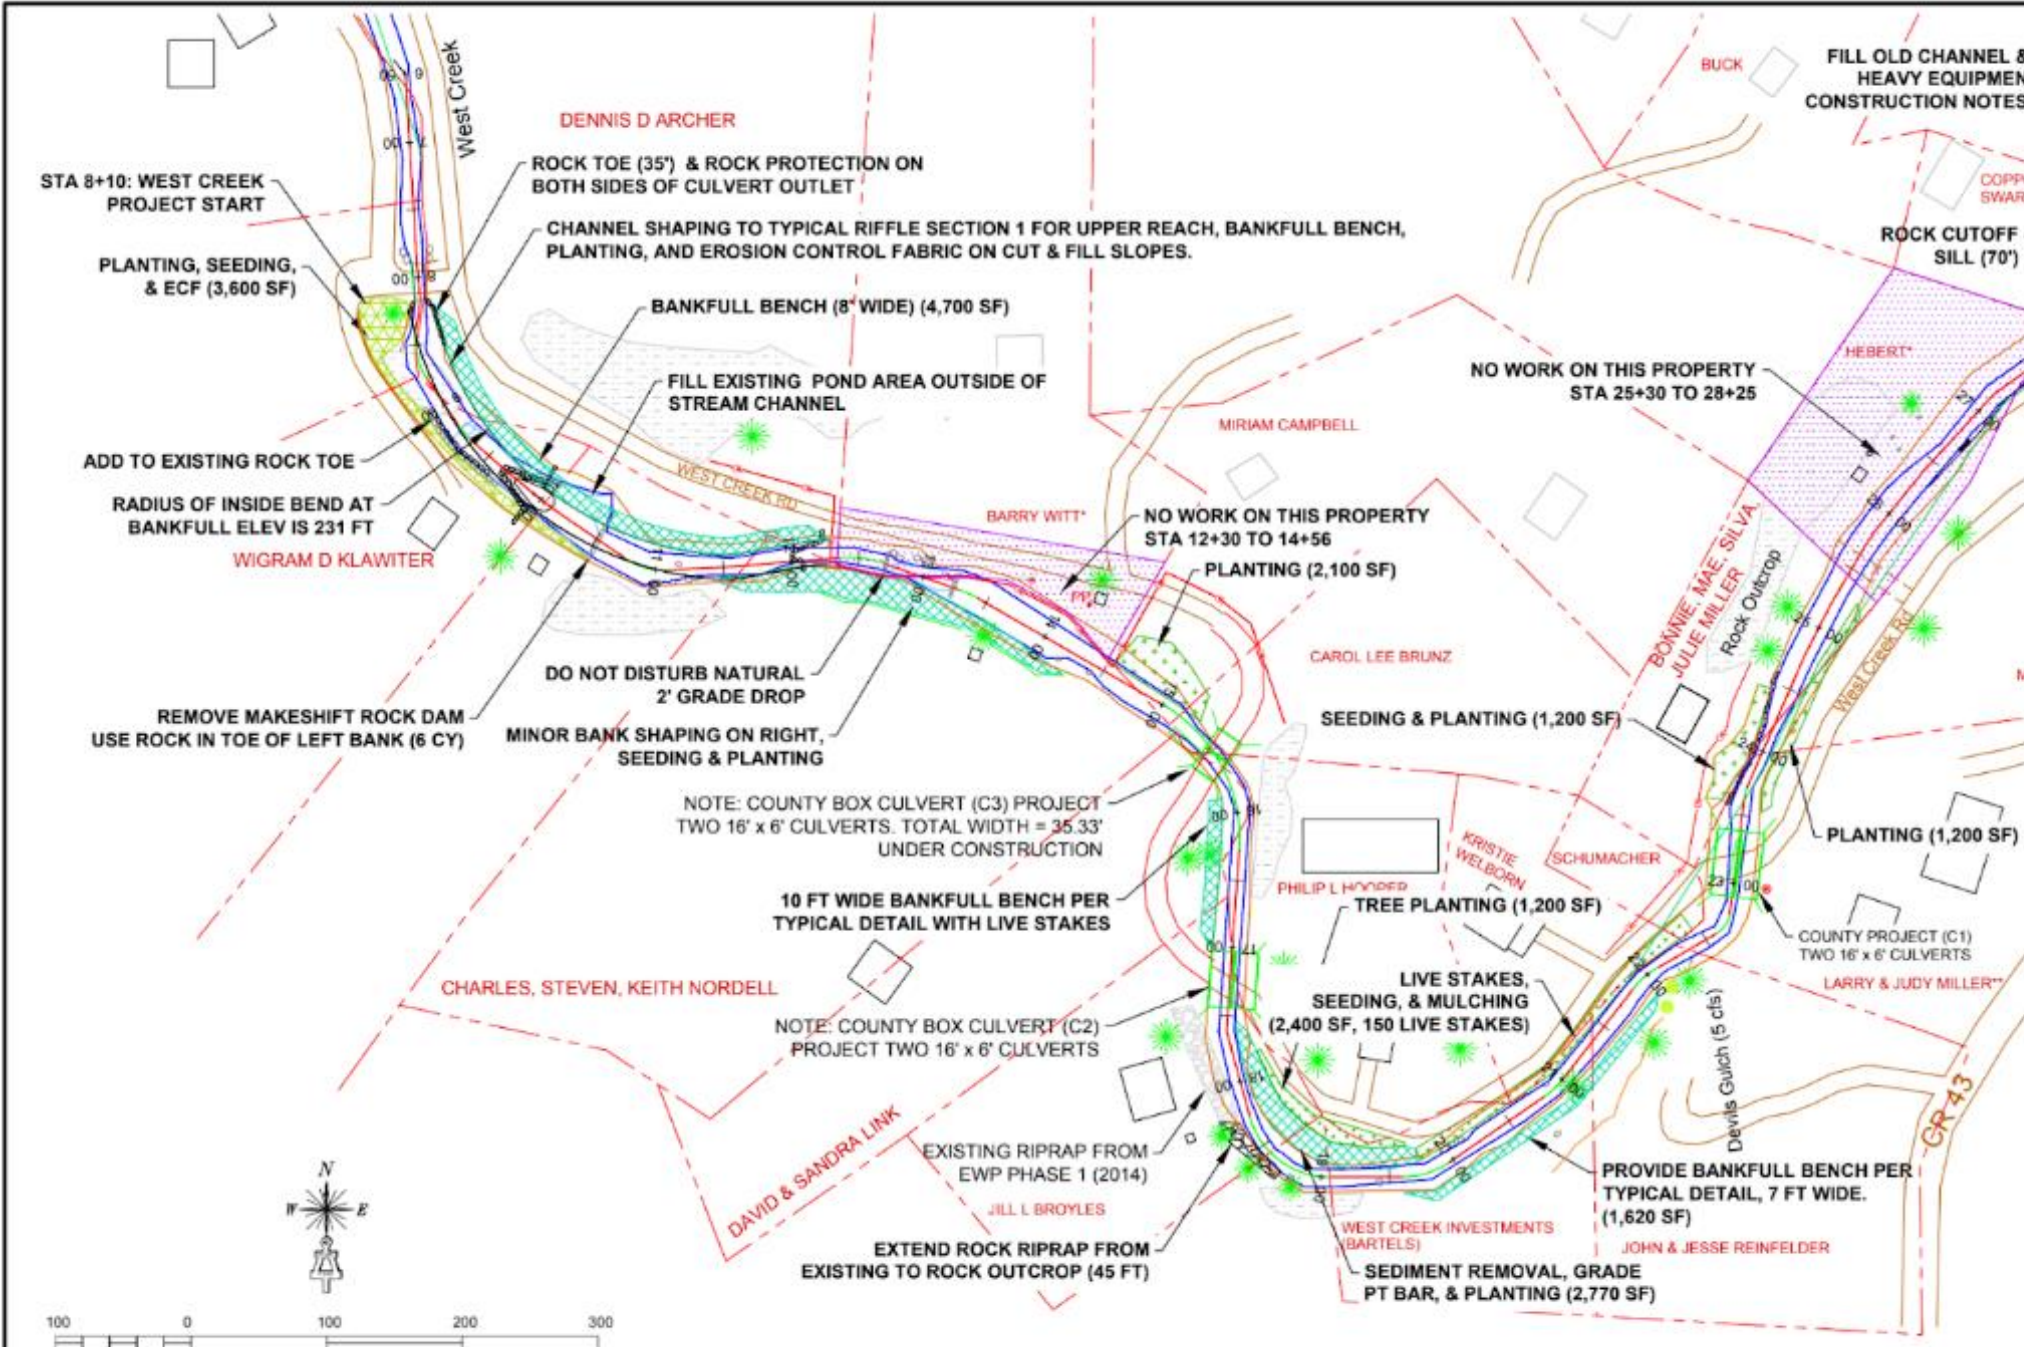 West Creek
DENNIS D ARCHER
BUCK
FILL OLD CHANNEL &
HEAVY EQUIPMEN
CONSTRUCTION NOTES
STA 8+10: WEST CREEK
PROJECT START
ROCK TOE (35') & ROCK PROTECTION ON
BOTH SIDES OF CULVERT OUTLET
COPP
SWAR
CHANNEL SHAPING TO TYPICAL RIFFLE SECTION 1 FOR UPPER REACH, BANKFULL BENCH,
PLANTING, AND EROSION CONTROL FABRIC ON CUT & FILL SLOPES.
ROCK CUTOFF
SILL (70')
PLANTING, SEEDING,
& ECF (3,600 SF)
BANKFULL BENCH (8' WIDE) (4,700 SF)
HEBERT*
NO WORK ON THIS PROPERTY
STA 25+30 TO 28+25
FILL EXISTING POND AREA OUTSIDE OF
STREAM CHANNEL
MIRIAM CAMPBELL
ADD TO EXISTING ROCK TOE
WEST CREEK RD
RADIUS OF INSIDE BEND AT
BANKFULL ELEV IS 231 FT
WIGRAM D KLAWITER
BARRY WITT*
NO WORK ON THIS PROPERTY
STA 12+30 TO 14+56
PLANTING (2,100 SF)
PP
BONNIE, MAE, SILVA,
JULIE MILLER
Rock Outcrop
West Creek Rd
CAROL LEE BRUNZ
DO NOT DISTURB NATURAL
2' GRADE DROP
REMOVE MAKESHIFT ROCK DAM
USE ROCK IN TOE OF LEFT BANK (6 CY)
MINOR BANK SHAPING ON RIGHT,
SEEDING & PLANTING
SEEDING & PLANTING (1,200 SF)
NOTE: COUNTY BOX CULVERT (C3) PROJECT
TWO 16' x 6' CULVERTS. TOTAL WIDTH = 35.33'
UNDER CONSTRUCTION
PLANTING (1,200 SF)
KRISTIE
WELBORN
SCHUMACHER
PHILIP L HOOPER
TREE PLANTING (1,200 SF)
23+00
10 FT WIDE BANKFULL BENCH PER
TYPICAL DETAIL WITH LIVE STAKES
COUNTY PROJECT (C1)
TWO 16' x 6' CULVERTS
LARRY & JUDY MILLER**
CHARLES, STEVEN, KEITH NORDELL
LIVE STAKES,
SEEDING, & MULCHING
(2,400 SF, 150 LIVE STAKES)
NOTE: COUNTY BOX CULVERT (C2)
PROJECT TWO 16' x 6' CULVERTS
Devils Gulch (5 cfs)
CR 43
DAVID & SANDRA LINK
EXISTING RIPRAP FROM
EWP PHASE 1 (2014)
JILL L BROYLES
PROVIDE BANKFULL BENCH PER
TYPICAL DETAIL, 7 FT WIDE.
(1,620 SF)
WEST CREEK INVESTMENTS
(BARTELS)
JOHN & JESSE REINFELDER
EXTEND ROCK RIPRAP FROM
EXISTING TO ROCK OUTCROP (45 FT)
SEDIMENT REMOVAL, GRADE
PT BAR, & PLANTING (2,770 SF)
N
W E
100 0 100 200 300